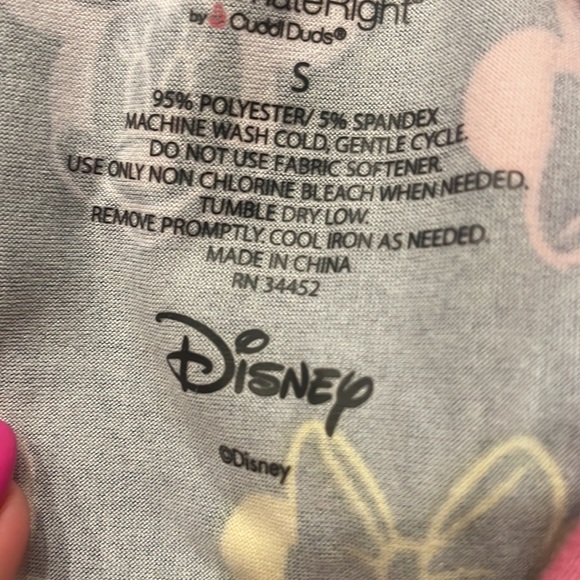 by Cuddl Duds®
S
95% POLYESTER/ 5% SPANDEX
MACHINE WASH COLD, GENTLE CYCLE.
DO NOT USE FABRIC SOFTENER.
USE ONLY NON CHLORINE BLEACH WHEN NEEDED.
TUMBLE DRY LOW.
REMOVE PROMPTLY. COOL IRON AS NEEDED.
MADE IN CHINA
RN 34452
DISNEY
©Disney